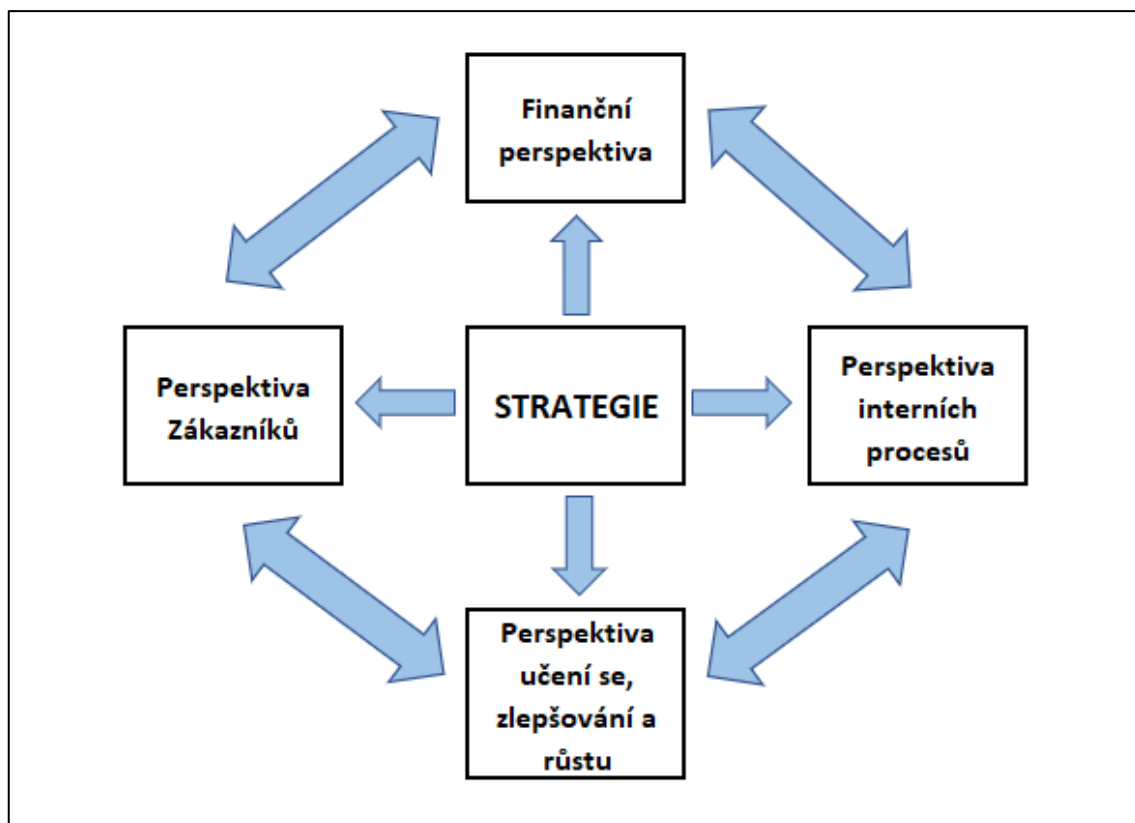 Finanční
perspektiva
Perspektiva
Zákazníků
STRATEGIE
Perspektiva
interních
procesů
Perspektiva
učení se,
zlepšování a
růstu